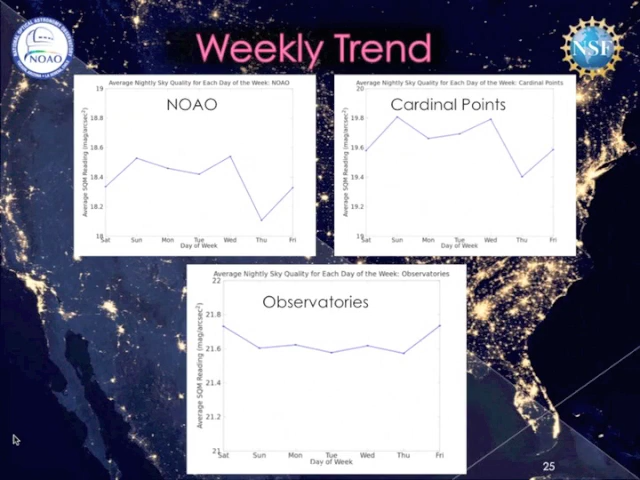 Weekly Trend
NOAO
NSF
Average Nightly Sky Quality for Each Day of the Week: NOAO
NOAO
Average SQM Reading (mag/arcsec²)
19
18.8
18.6
18.4
18.2
18
Sat Sun Mon Tue Wed Thu Fri
Day of Week
Average Nightly Sky Quality for Each Day of the Week: Cardinal Points
Cardinal Points
Average SQM Reading (mag/arcsec²)
20
19.8
19.6
19.4
19.2
19
Sat Sun Mon Tue Wed Thu Fri
Day of Week
Average Nightly Sky Quality for Each Day of the Week: Observatories
Observatories
Average SQM Reading (mag/arcsec²)
22
21.8
21.6
21.4
21.2
21
Sat Sun Mon Tue Wed Thu Fri
Day of Week
25